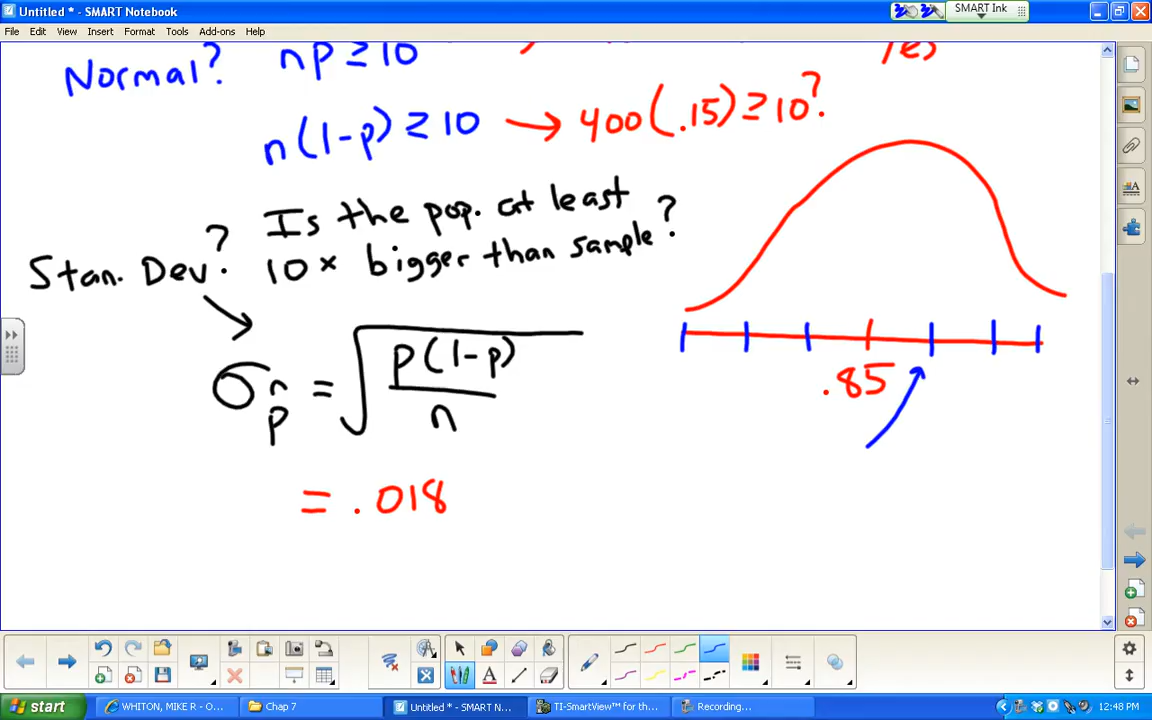 Untitled * - SMART Notebook
SMART Ink
File Edit View Insert Format Tools Add-ons Help
Normal? np ≥ 10 Yes
n(1-p) ≥ 10 → 400(.15) ≥ 10?
Is the pop. at least
Stan. Dev? 10 × bigger than sample?
σp̂ = √(p(1-p)/n)
.85
= .018
start
WHITON, MIKE R - O...
Chap 7
Untitled * - SMART N...
TI-SmartView™ for th...
Recording...
12:48 PM